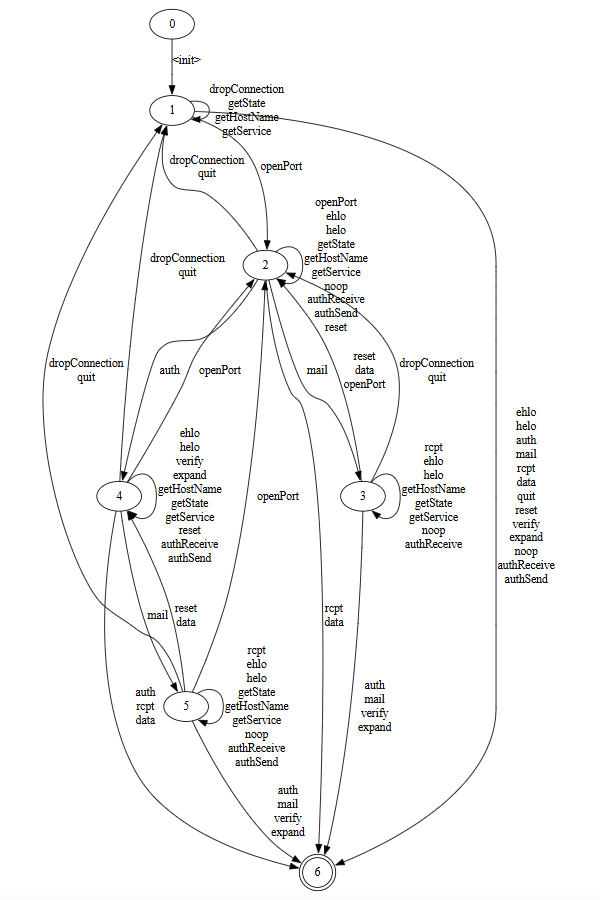 0
<init>
1
dropConnection
getState
getHostName
getService
dropConnection
quit
openPort
2
openPort
ehlo
helo
getState
getHostName
getService
noop
authReceive
authSend
reset
dropConnection
quit
dropConnection
quit
auth
openPort
mail
reset
data
openPort
dropConnection
quit
ehlo
helo
auth
mail
rcpt
data
quit
reset
verify
expand
noop
authReceive
authSend
4
ehlo
helo
verify
expand
getHostName
getState
getService
reset
authReceive
authSend
openPort
3
rcpt
ehlo
helo
getHostName
getState
getService
noop
authReceive
mail
reset
data
rcpt
data
auth
rcpt
data
5
rcpt
ehlo
helo
getState
getHostName
getService
noop
authReceive
authSend
auth
mail
verify
expand
auth
mail
verify
expand
6